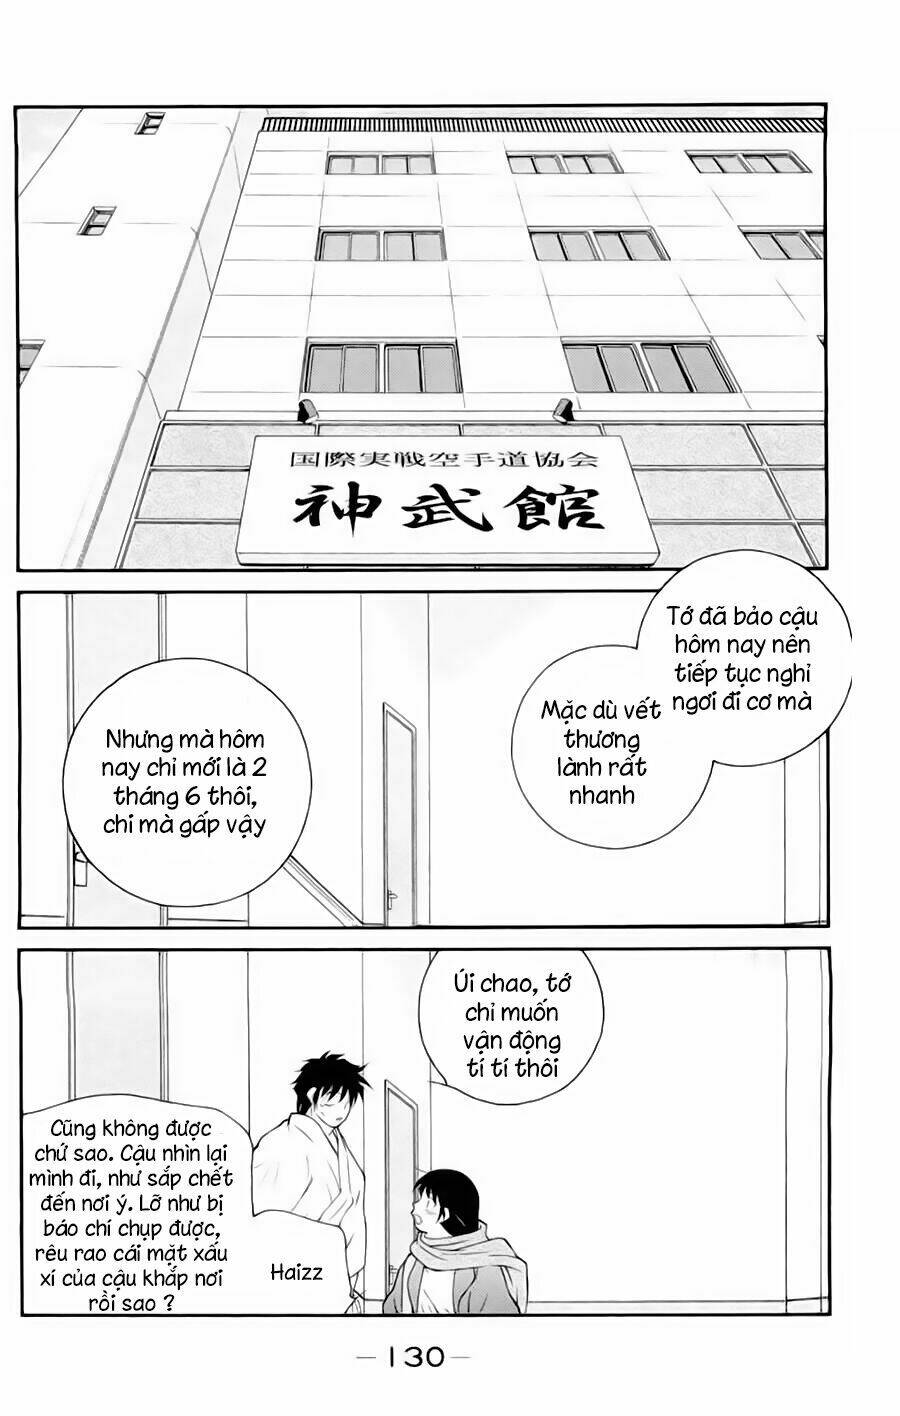 国際実戦空手道協会
神武館
Tớ đã bảo cậu
hôm nay nên
tiếp tục nghỉ
ngơi đi cơ mà
Mặc dù vết
thương
lành rất
nhanh
Nhưng mà hôm
nay chỉ mới là 2
tháng 6 thôi,
chi mà gấp vậy
Úi chao, tớ
chỉ muốn
vận động
tí tí thôi
Cũng không được
chứ sao. Cậu nhìn lại
mình đi, như sắp chết
đến nơi ý. Lỡ như bị
báo chí chụp được,
rêu rao cái mặt xấu
xí của cậu khắp nơi
rồi sao ?
Haizz
— 130 —